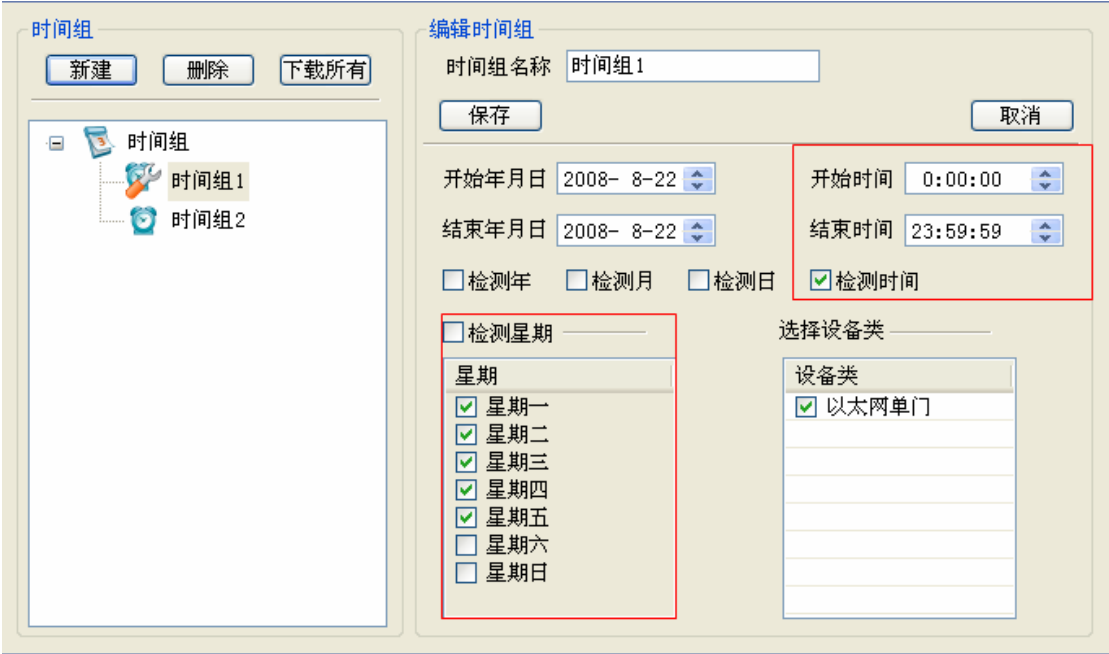 时间组
新建 删除 下载所有
时间组
时间组1
时间组2
编辑时间组
时间组名称 时间组1
保存 取消
开始年月日 2008- 8-22 开始时间 0:00:00
结束年月日 2008- 8-22 结束时间 23:59:59
检测年 检测月 检测日 检测时间
检测星期 选择设备类
星期 设备类
星期一 以太网单门
星期二
星期三
星期四
星期五
星期六
星期日